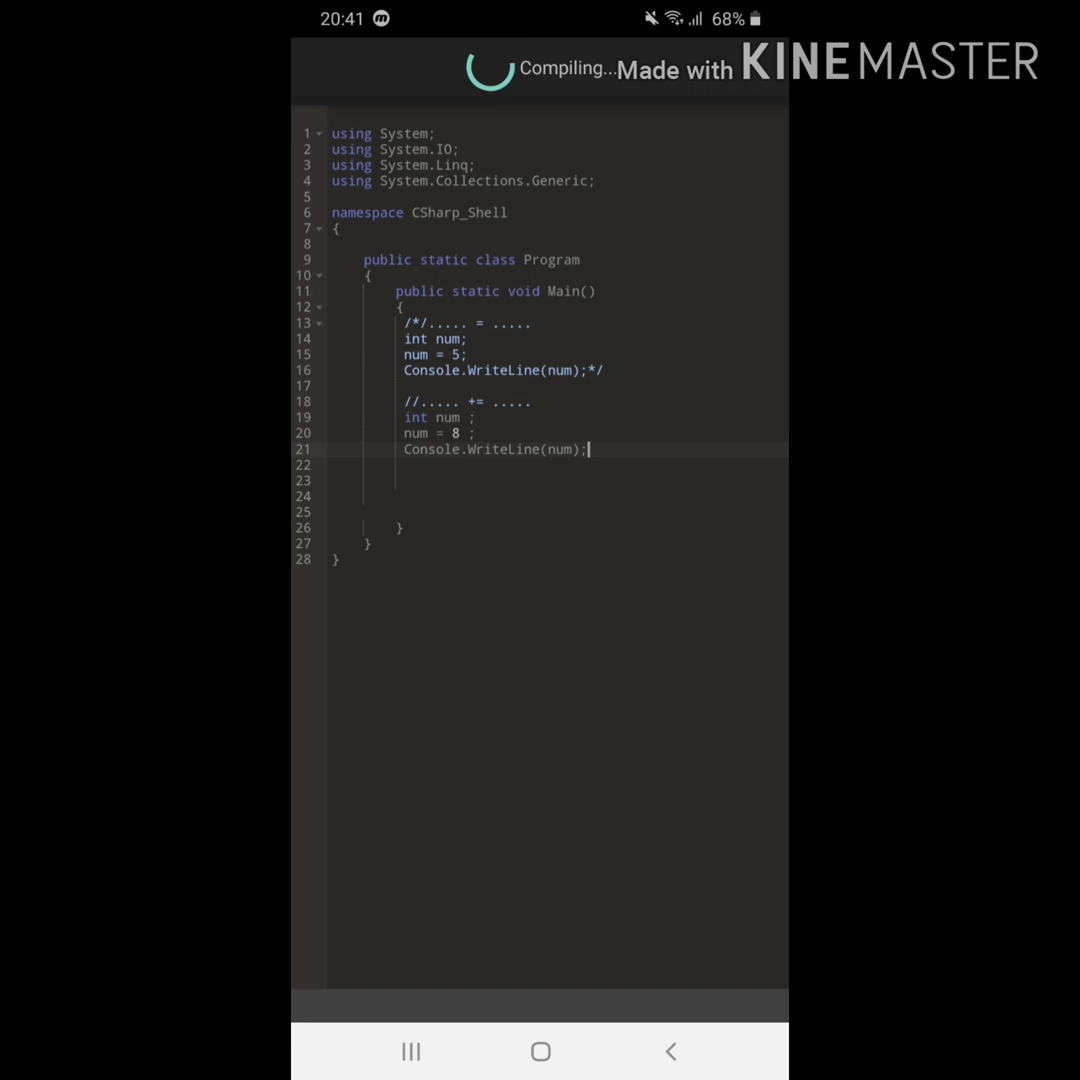 20:41 m 68%
Compiling...
Made with KINEMASTER
1 using System;
2 using System.IO;
3 using System.Linq;
4 using System.Collections.Generic;
5
6 namespace CSharp_Shell
7 {
8
9 public static class Program
10 {
11 public static void Main()
12 {
13 /*/..... = .....
14 int num;
15 num = 5;
16 Console.WriteLine(num);*/
17
18 //..... += .....
19 int num ;
20 num = 8 ;
21 Console.WriteLine(num);
22
23
24
25
26 }
27 }
28 }